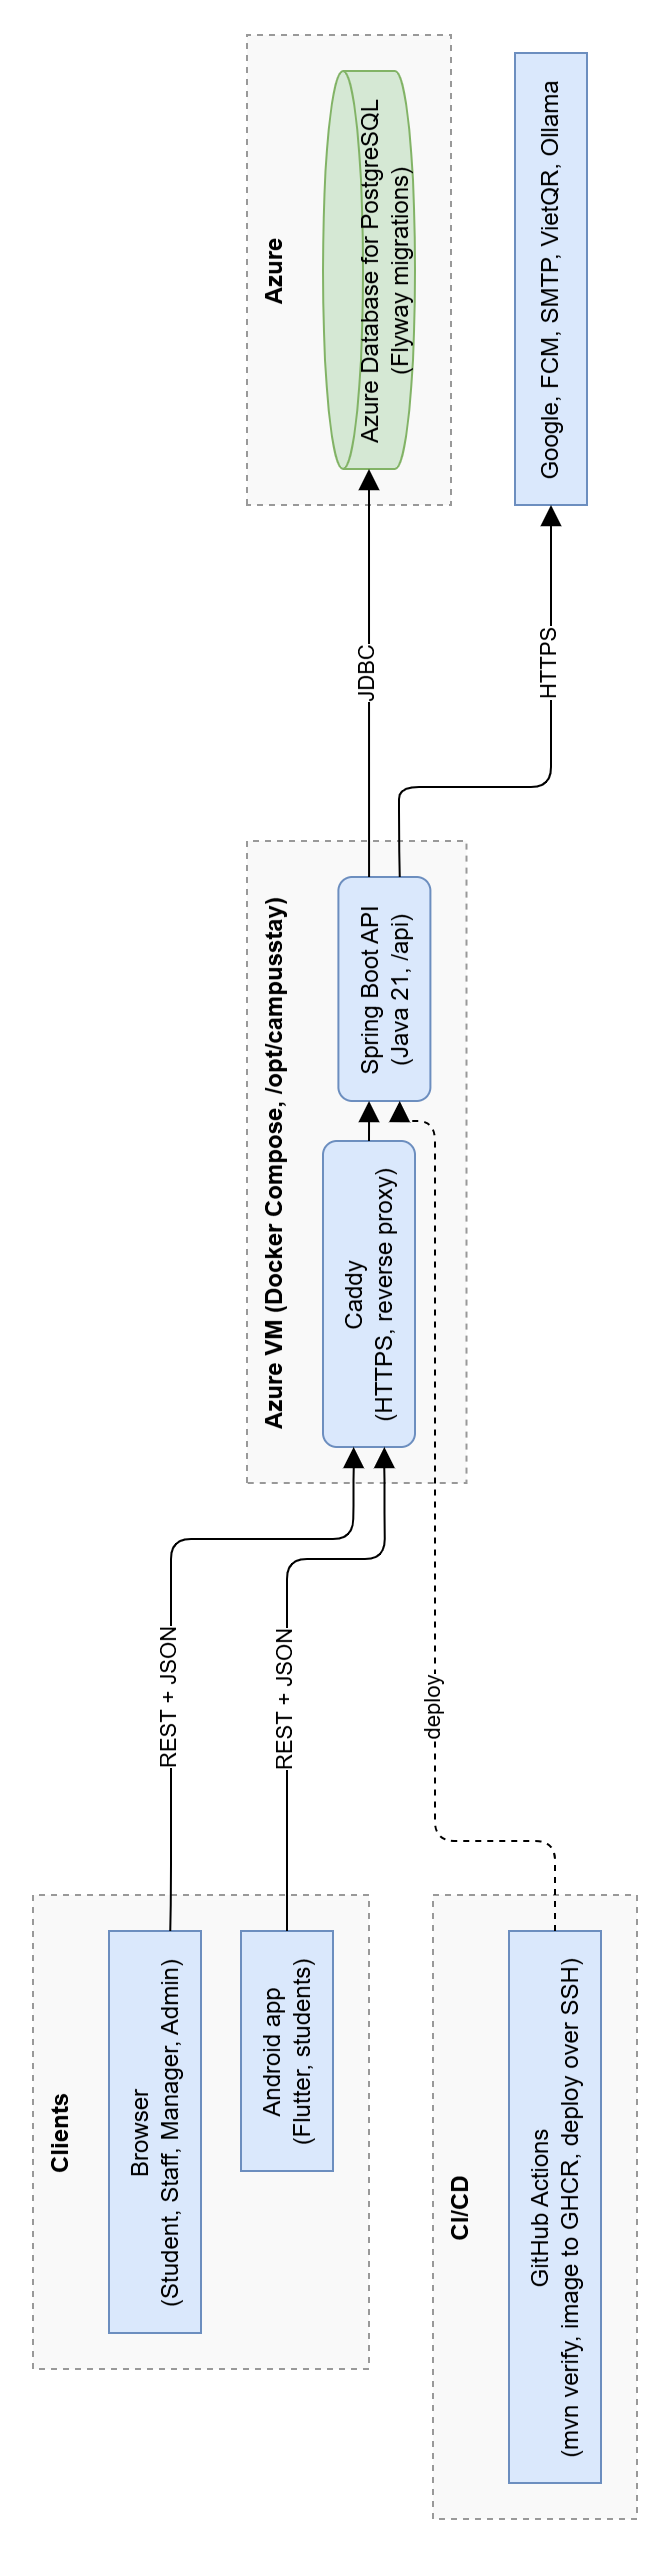 Clients
Browser
(Student, Staff, Manager, Admin)
Android app
(Flutter, students)
CI/CD
GitHub Actions
(mvn verify, image to GHCR, deploy over SSH)
REST + JSON
REST + JSON
deploy
Azure VM (Docker Compose, /opt/campusstay)
Caddy
(HTTPS, reverse proxy)
Spring Boot API
(Java 21, /api)
JDBC
HTTPS
Azure
Azure Database for PostgreSQL
(Flyway migrations)
Google, FCM, SMTP, VietQR, Ollama